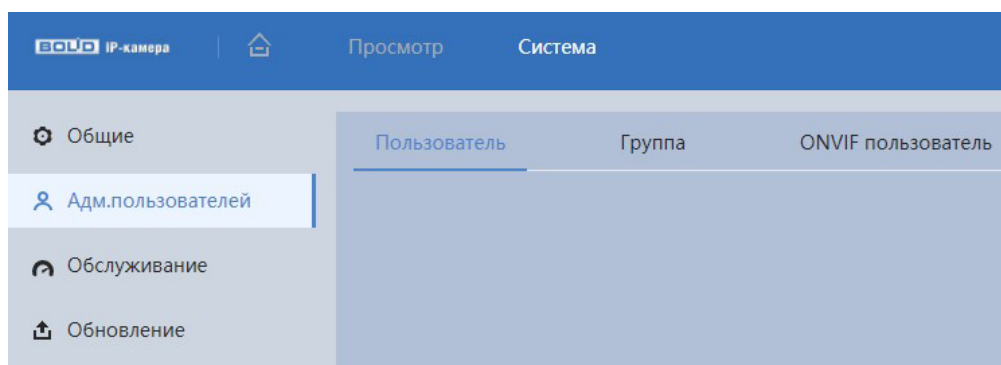 BOLID IP-камера Просмотр Система
Общие
Пользователь Группа ONVIF пользователь
Адм.пользователей
Обслуживание
Обновление